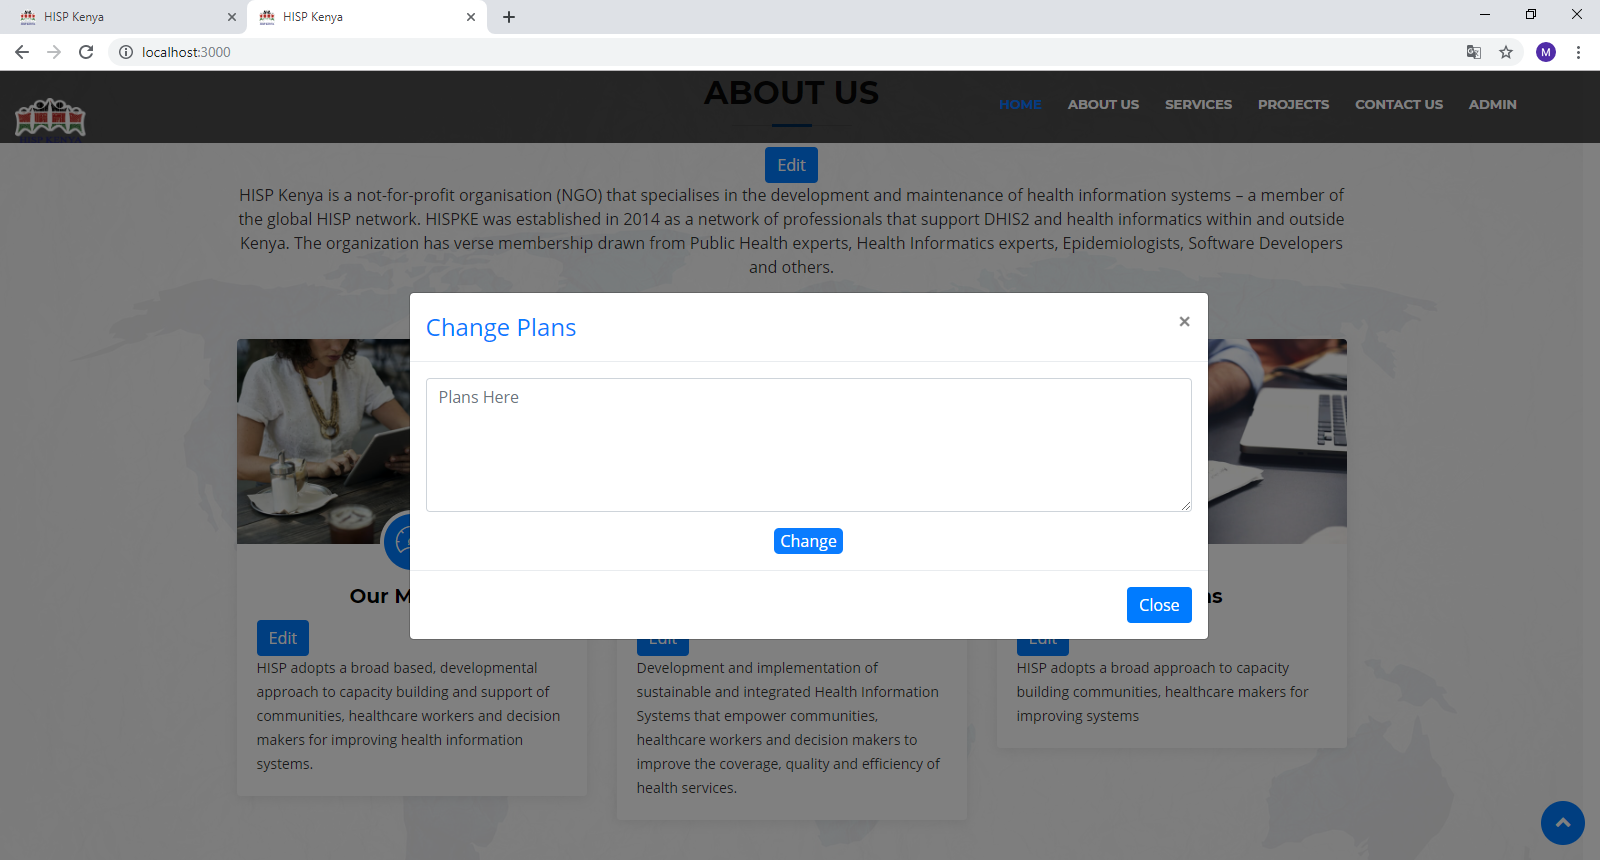 HISP Kenya
HISP Kenya
localhost:3000
M
ABOUT US
HISP KENYA
HOME ABOUT US SERVICES PROJECTS CONTACT US ADMIN
Edit
HISP Kenya is a not-for-profit organisation (NGO) that specialises in the development and maintenance of health information systems – a member of
the global HISP network. HISPKE was established in 2014 as a network of professionals that support DHIS2 and health informatics within and outside
Kenya. The organization has verse membership drawn from Public Health experts, Health Informatics experts, Epidemiologists, Software Developers
and others.
Change Plans
×
Plans Here
Change
Close
Our M
Edit
HISP adopts a broad based, developmental
approach to capacity building and support of
communities, healthcare workers and decision
makers for improving health information
systems.
Edit
Development and implementation of
sustainable and integrated Health Information
Systems that empower communities,
healthcare workers and decision makers to
improve the coverage, quality and efficiency of
health services.
Edit
HISP adopts a broad approach to capacity
building communities, healthcare makers for
improving systems